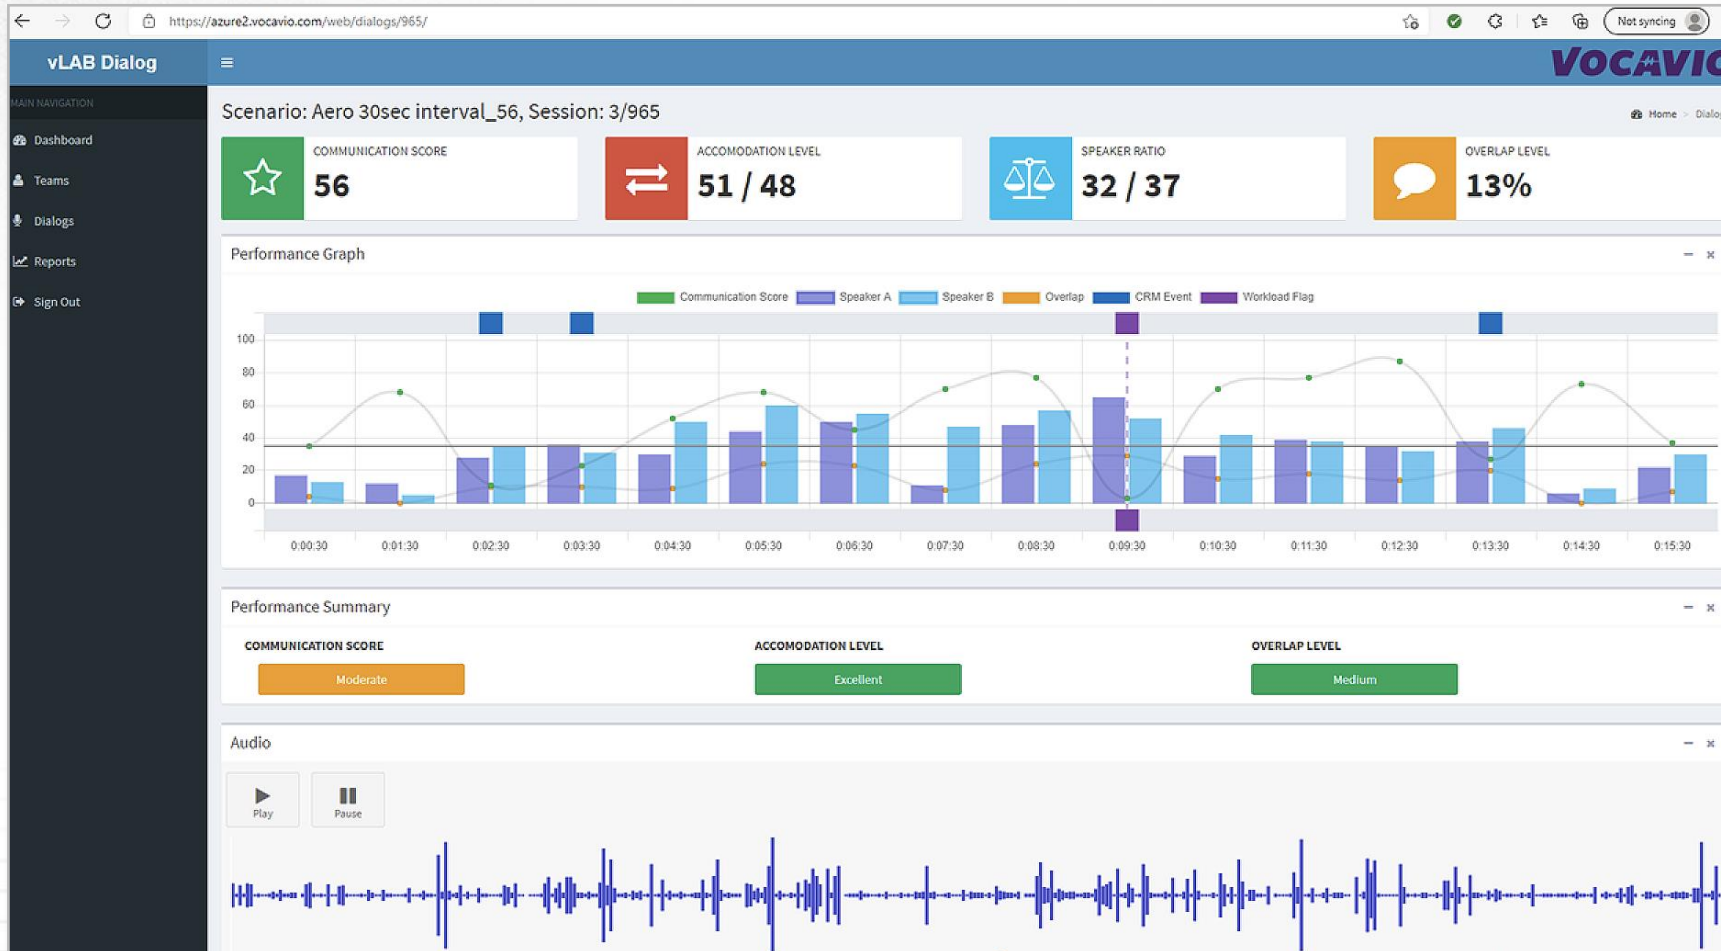 https://azure2.vocavio.com/web/dialogs/965/
Not syncing
vLAB Dialog
VOCAVIO
MAIN NAVIGATION
Dashboard
Teams
Dialogs
Reports
Sign Out
Scenario: Aero 30sec interval_56, Session: 3/965
Home > Dialog
COMMUNICATION SCORE
56
ACCOMODATION LEVEL
51 / 48
SPEAKER RATIO
32 / 37
OVERLAP LEVEL
13%
Performance Graph
Communication Score Speaker A Speaker B Overlap CRM Event Workload Flag
100
80
60
40
20
0
0:00:30 0:01:30 0:02:30 0:03:30 0:04:30 0:05:30 0:06:30 0:07:30 0:08:30 0:09:30 0:10:30 0:11:30 0:12:30 0:13:30 0:14:30 0:15:30
Performance Summary
COMMUNICATION SCORE ACCOMODATION LEVEL OVERLAP LEVEL
Moderate Excellent Medium
Audio
Play Pause